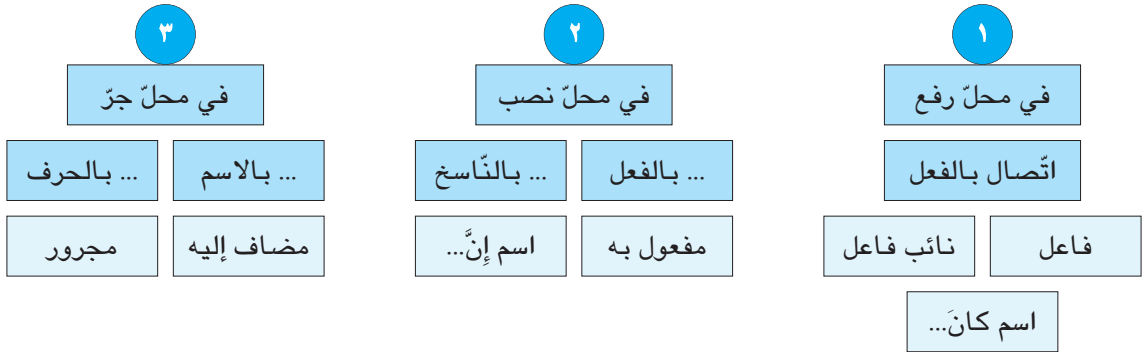 ١
في محلّ رفع
اتّصال بالفعل
فاعل
نائب فاعل
اسم كانَ...
٢
في محلّ نصب
... بالفعل
... بالنّاسخ
مفعول به
اسم إِنَّ...
٣
في محلّ جرّ
... بالاسم
... بالحرف
مضاف إليه
مجرور